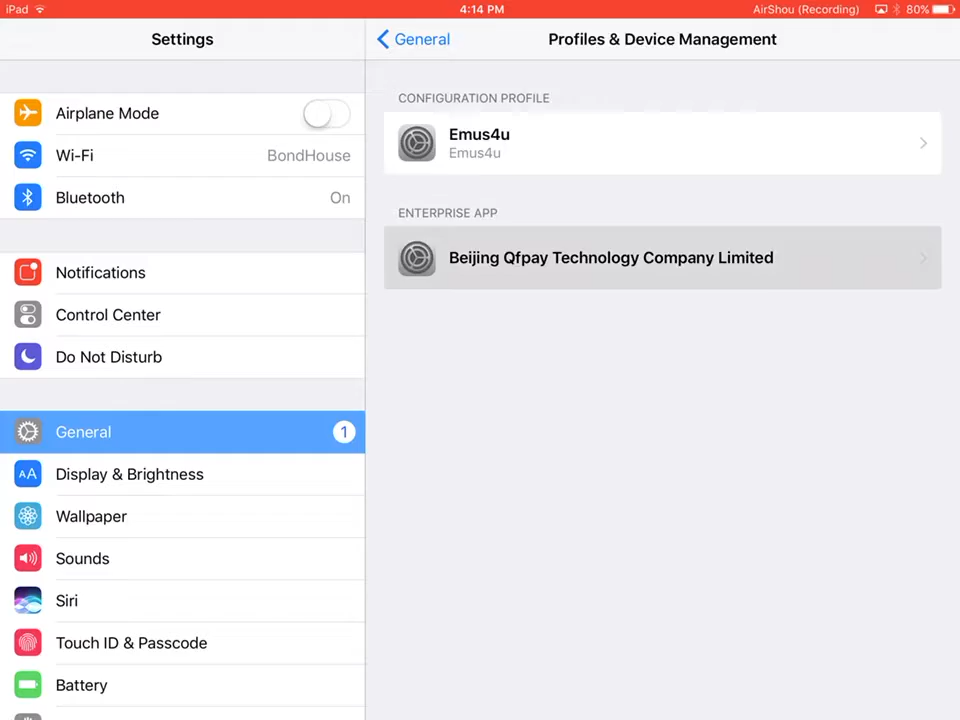 iPad 4:14 PM AirShou (Recording) 80%
Settings
General
Profiles & Device Management
Airplane Mode
Wi-Fi BondHouse
Bluetooth On
Notifications
Control Center
Do Not Disturb
General 1
AA Display & Brightness
Wallpaper
Sounds
Siri
Touch ID & Passcode
Battery
CONFIGURATION PROFILE
Emus4u
Emus4u
ENTERPRISE APP
Beijing Qfpay Technology Company Limited